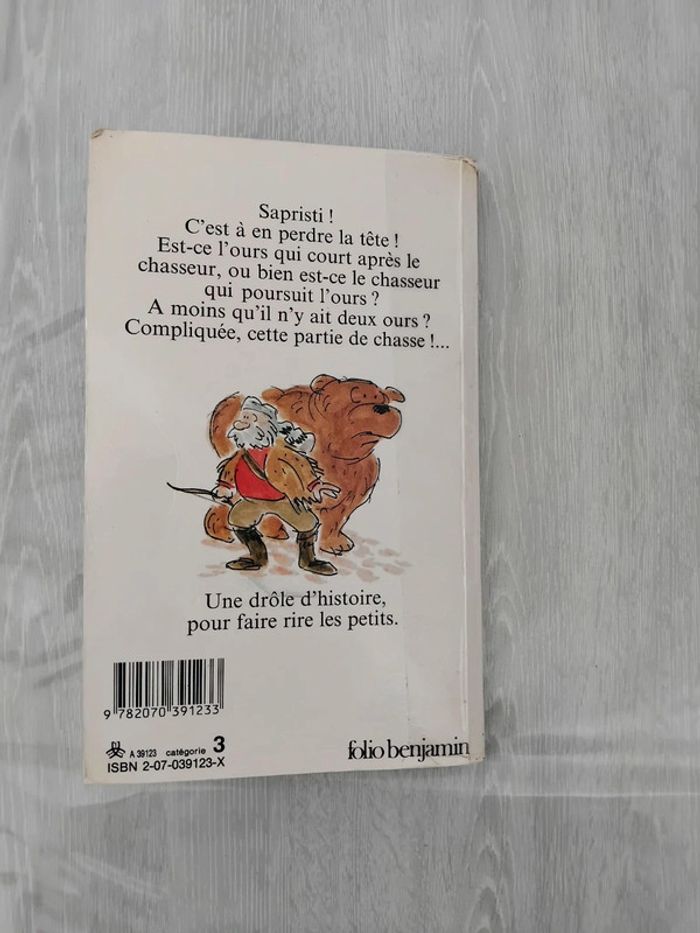 Sapristi !
C'est à en perdre la tête !
Est-ce l'ours qui court après le
chasseur, ou bien est-ce le chasseur
qui poursuit l'ours ?
A moins qu'il n'y ait deux ours ?
Compliquée, cette partie de chasse !...
Une drôle d'histoire,
pour faire rire les petits.
9 782070 391233
A 39123 catégorie 3
ISBN 2-07-039123-X
folio benjamin